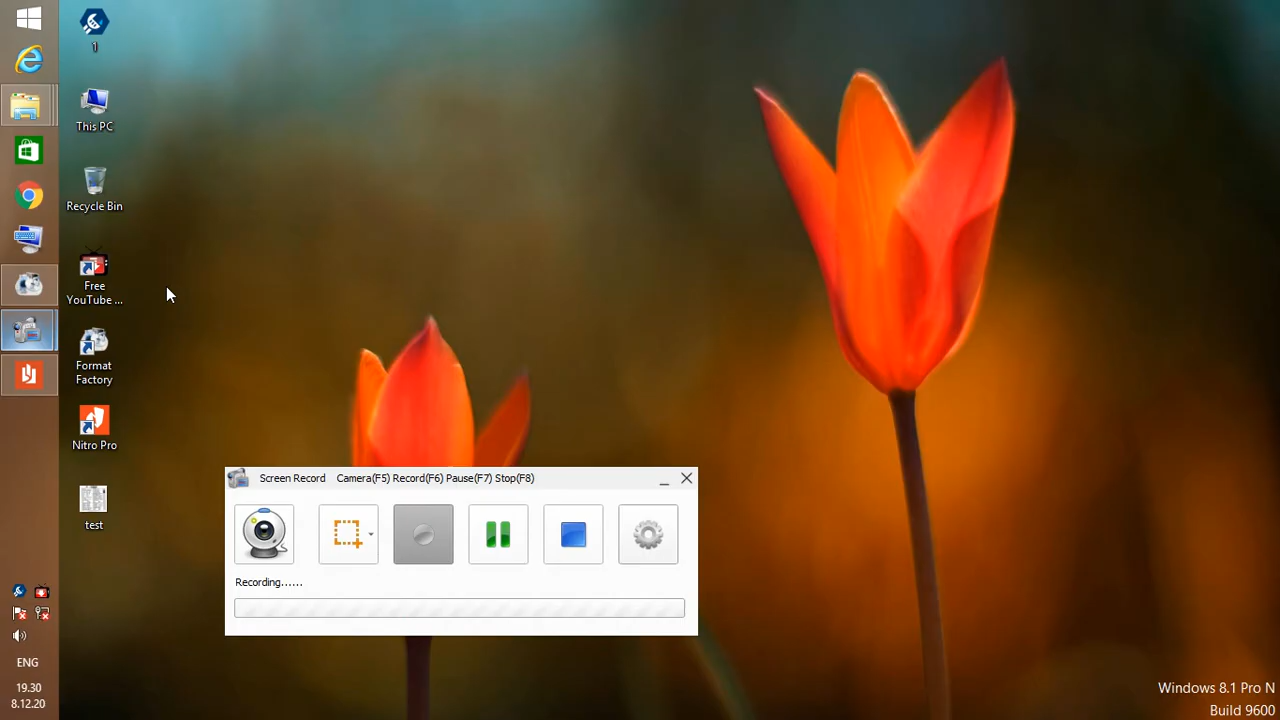 1
This PC
Recycle Bin
Free
YouTube ...
Format
Factory
Nitro Pro
test
Screen Record Camera(F5) Record(F6) Pause(F7) Stop(F8)
Recording......
ENG
19.30
8.12.20
Windows 8.1 Pro N
Build 9600